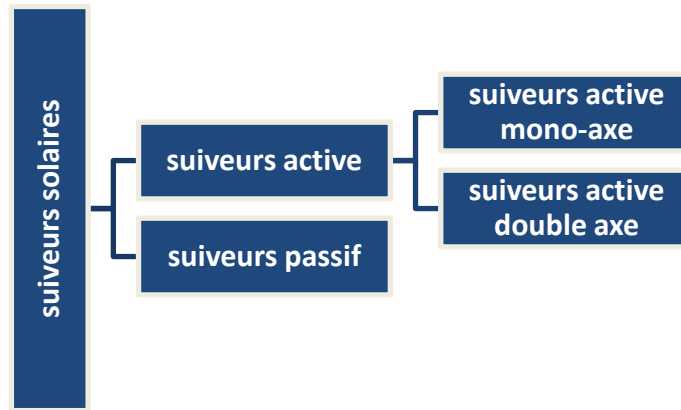 suiveurs solaires
suiveurs active
suiveurs passif
suiveurs active
mono-axe
suiveurs active
double axe